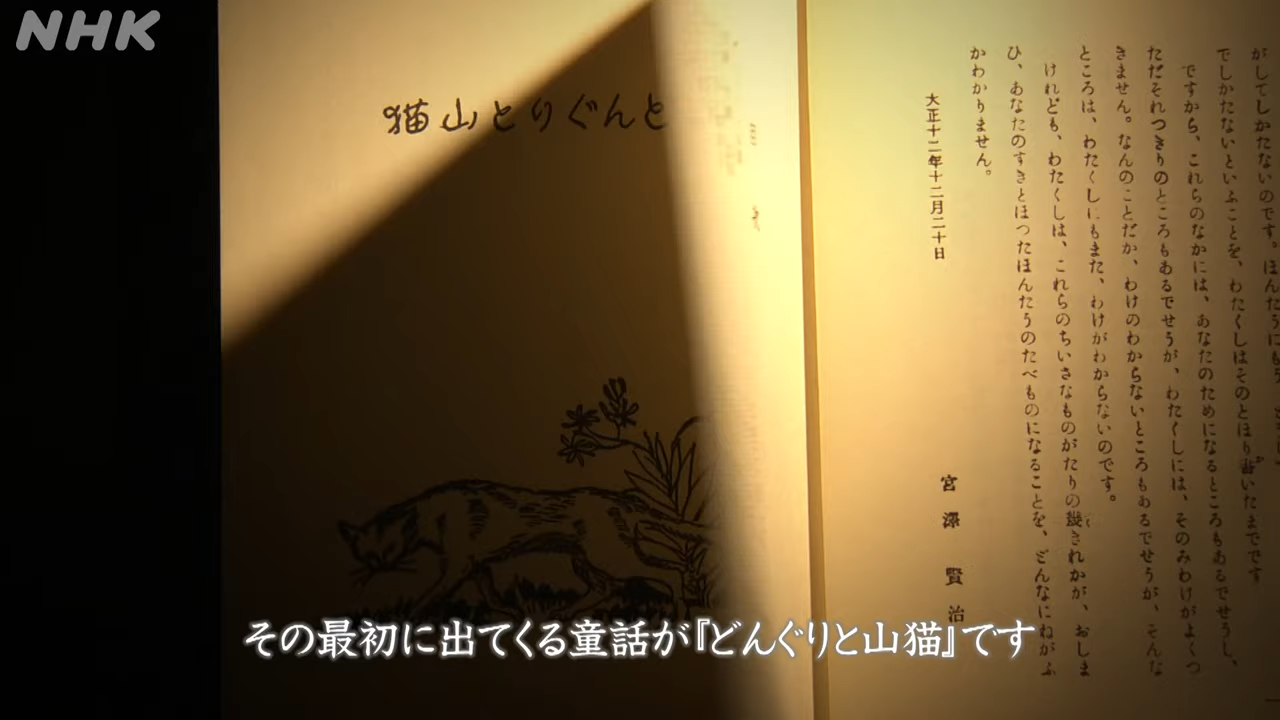 NHK
がしてしかたないのです。ほんたうにも
でしかたないといふことを、わたくしはそのとほり書いたまでです
ですから、これらのなかには、あなたのためになるところもあるでせうし、
ただそれつきりのところもあるでせうが、わたくしには、そのみわけがよくつ
きません。なんのことだか、わけのわからないところもあるでせうが、そんな
ところは、わたくしにもまた、わけがわからないのです。
けれども、わたくしは、これらのちいさなものがたりの幾きれかが、おしま
ひ、あなたのすきとほつたほんたうのたべものになることを、どんなにねがふ
かわかりません。
大正十二年十二月二十日
宮澤賢治
どんぐりと山猫
その最初に出てくる童話が『どんぐりと山猫』です